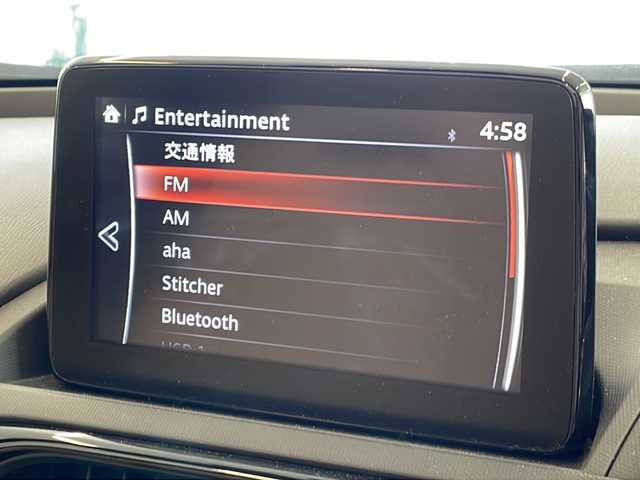 Entertainment
4:58
交通情報
FM
AM
aha
Stitcher
Bluetooth